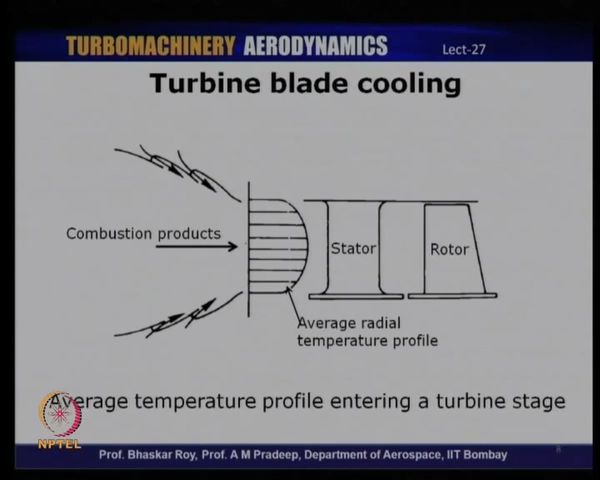 TURBOMACHINERY AERODYNAMICS
Lect-27
Turbine blade cooling
Combustion products
Stator
Rotor
Average radial
temperature profile
Average temperature profile entering a turbine stage
NPTEL
Prof. Bhaskar Roy, Prof. A M Pradeep, Department of Aerospace, IIT Bombay
8